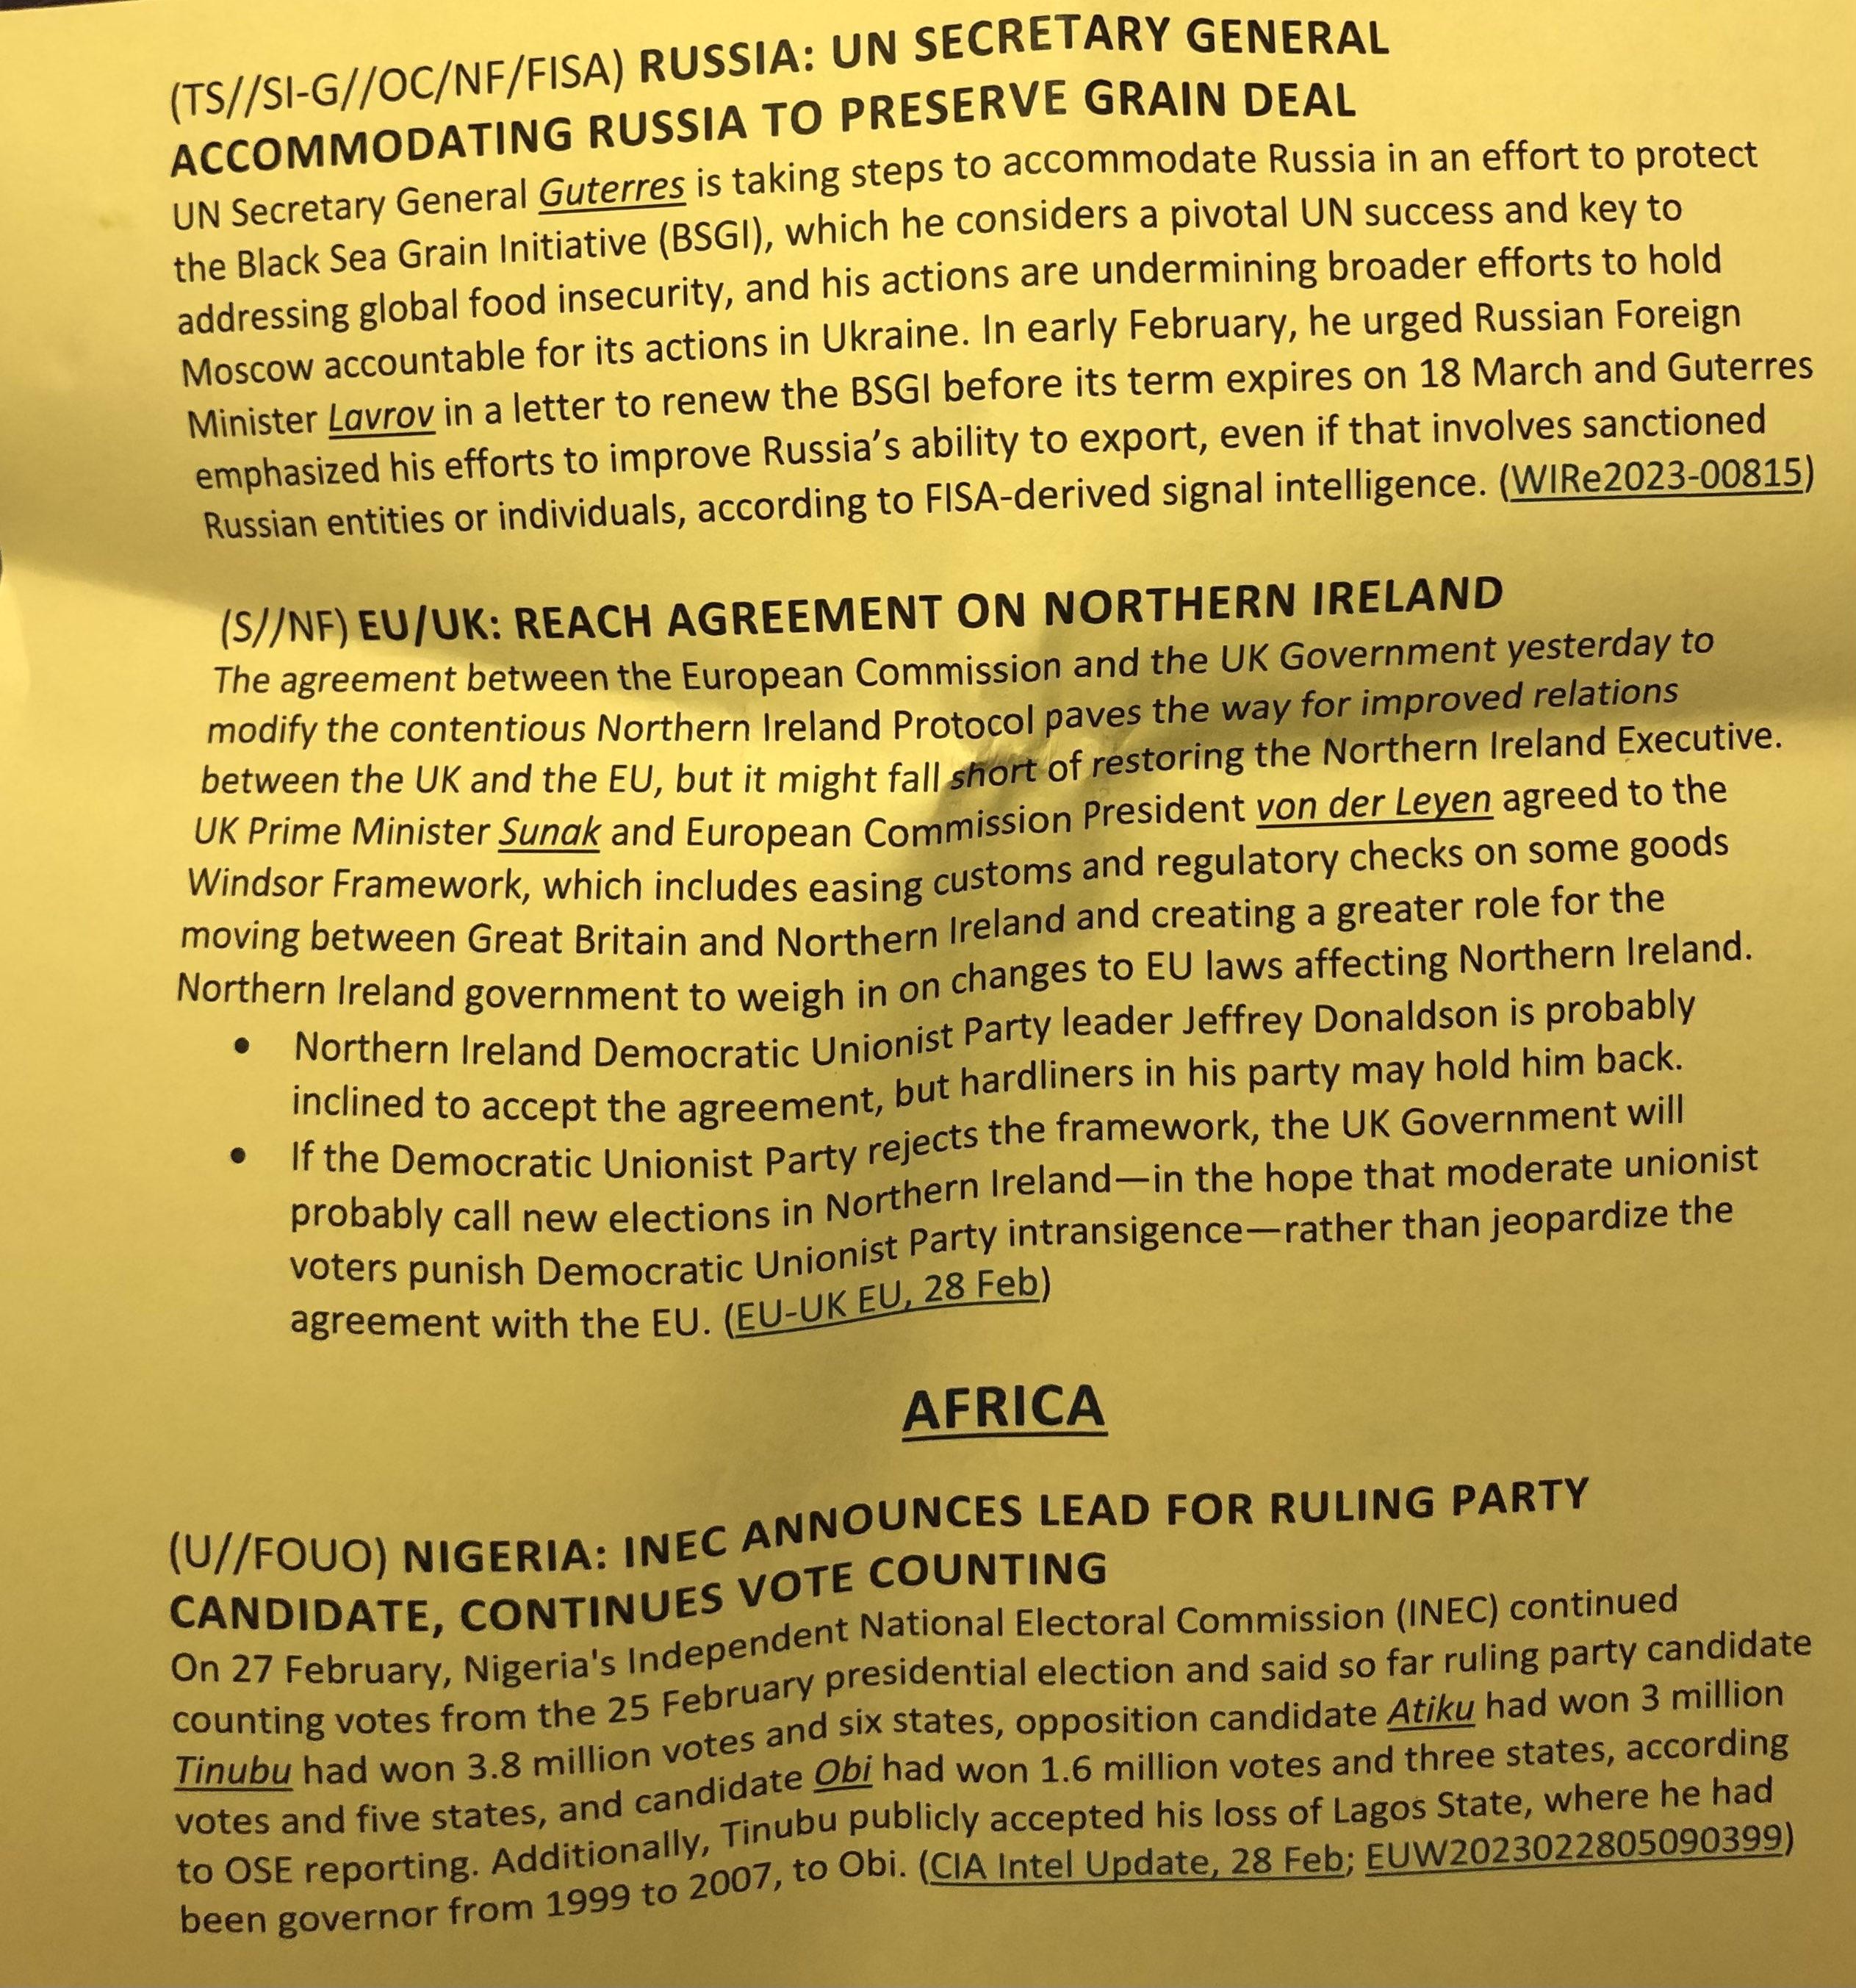 (TS//SI-G//OC/NF/FISA) RUSSIA: UN SECRETARY GENERAL
ACCOMMODATING RUSSIA TO PRESERVE GRAIN DEAL
UN Secretary General Guterres is taking steps to accommodate Russia in an effort to protect
the Black Sea Grain Initiative (BSGI), which he considers a pivotal UN success and key to
addressing global food insecurity, and his actions are undermining broader efforts to hold
Moscow accountable for its actions in Ukraine. In early February, he urged Russian Foreign
Minister Lavrov in a letter to renew the BSGI before its term expires on 18 March and Guterres
emphasized his efforts to improve Russia's ability to export, even if that involves sanctioned
Russian entities or individuals, according to FISA-derived signal intelligence. (WIRe2023-00815)
(S//NF) EU/UK: REACH AGREEMENT ON NORTHERN IRELAND
The agreement between the European Commission and the UK Government yesterday to
modify the contentious Northern Ireland Protocol paves the way for improved relations
between the UK and the EU, but it might fall short of restoring the Northern Ireland Executive.
UK Prime Minister Sunak and European Commission President von der Leyen agreed to the
Windsor Framework, which includes easing customs and regulatory checks on some goods
moving between Great Britain and Northern Ireland and creating a greater role for the
Northern Ireland government to weigh in on changes to EU laws affecting Northern Ireland.
• Northern Ireland Democratic Unionist Party leader Jeffrey Donaldson is probably
inclined to accept the agreement, but hardliners in his party may hold him back.
• If the Democratic Unionist Party rejects the framework, the UK Government will
probably call new elections in Northern Ireland—in the hope that moderate unionist
voters punish Democratic Unionist Party intransigence—rather than jeopardize the
agreement with the EU. (EU-UK EU, 28 Feb)
AFRICA
(U//FOUO) NIGERIA: INEC ANNOUNCES LEAD FOR RULING PARTY
CANDIDATE, CONTINUES VOTE COUNTING
On 27 February, Nigeria's Independent National Electoral Commission (INEC) continued
counting votes from the 25 February presidential election and said so far ruling party candidate
Tinubu had won 3.8 million votes and six states, opposition candidate Atiku had won 3 million
votes and five states, and candidate Obi had won 1.6 million votes and three states, according
to OSE reporting. Additionally, Tinubu publicly accepted his loss of Lagos State, where he had
been governor from 1999 to 2007, to Obi. (CIA Intel Update, 28 Feb; EUW2023022805090399)